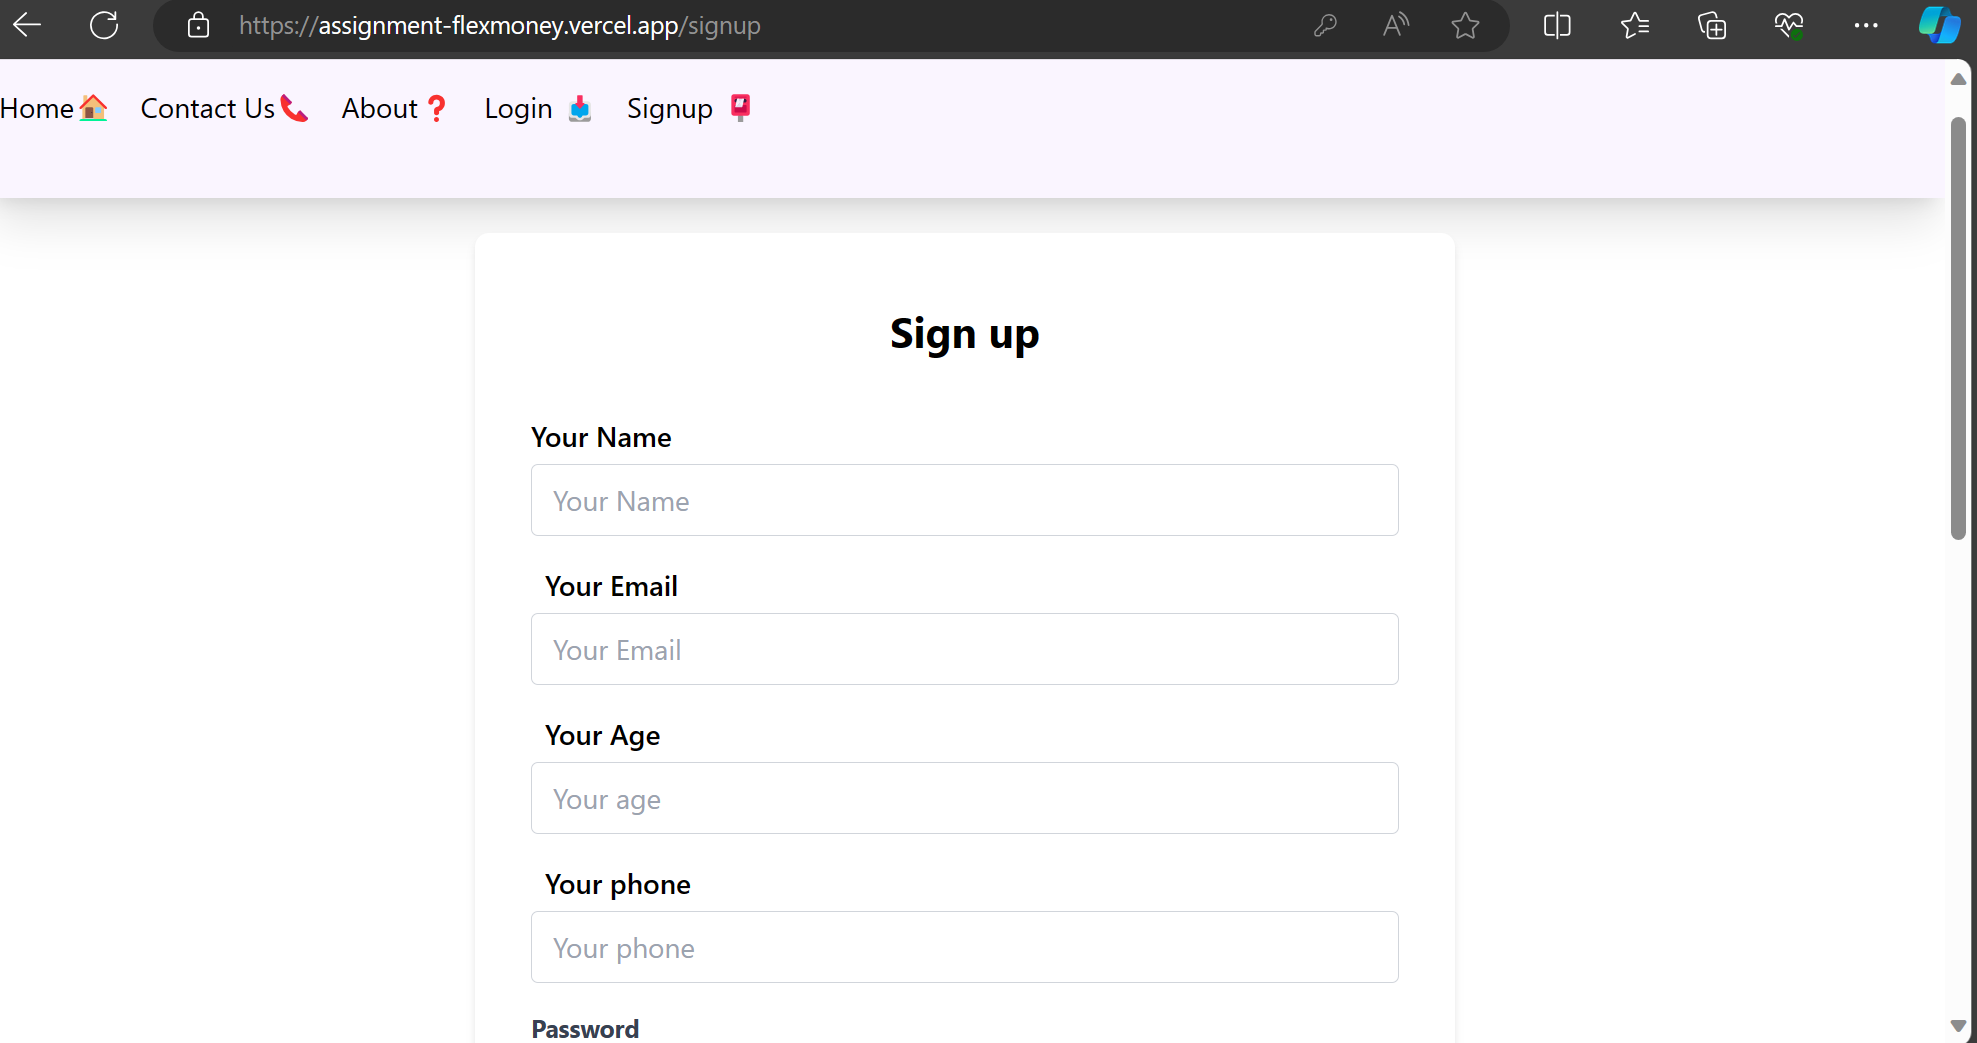 https://assignment-flexmoney.vercel.app/signup
Home🏠 Contact Us📞 About❓ Login 📥 Signup 📮
Sign up
Your Name
Your Name
Your Email
Your Email
Your Age
Your age
Your phone
Your phone
Password